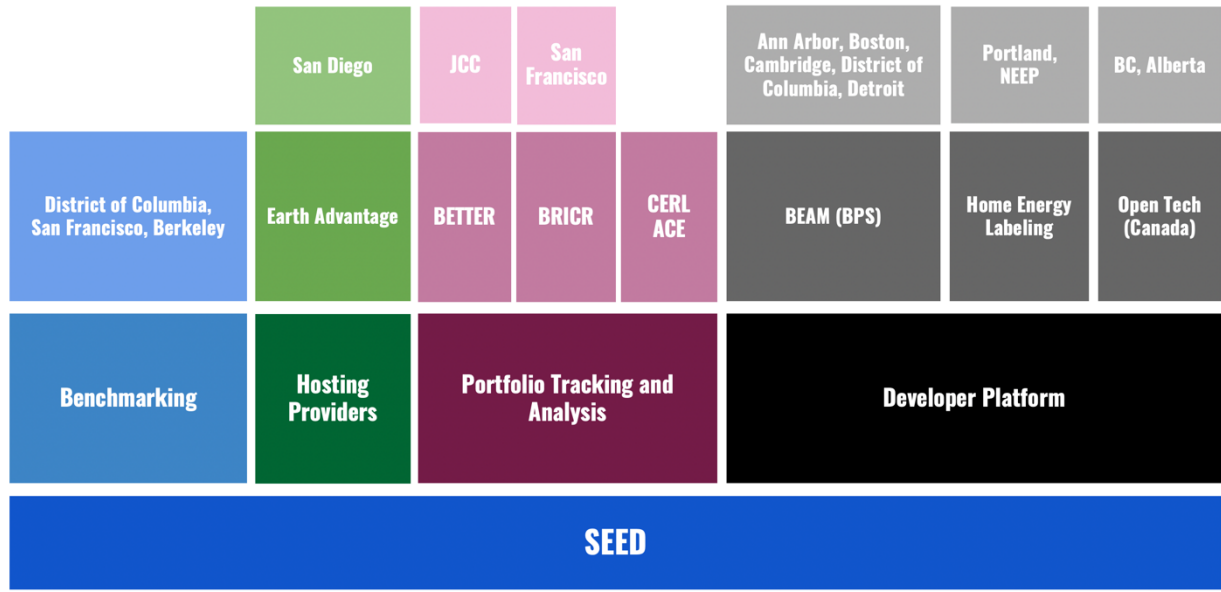 San Diego
JCC
San
Francisco
Ann Arbor, Boston,
Cambridge, District of
Columbia, Detroit
Portland,
NEEP
BC, Alberta
District of Columbia,
San Francisco, Berkeley
Earth Advantage
BETTER
BRICR
CERL
ACE
BEAM (BPS)
Home Energy
Labeling
Open Tech
(Canada)
Benchmarking
Hosting
Providers
Portfolio Tracking and
Analysis
Developer Platform
SEED